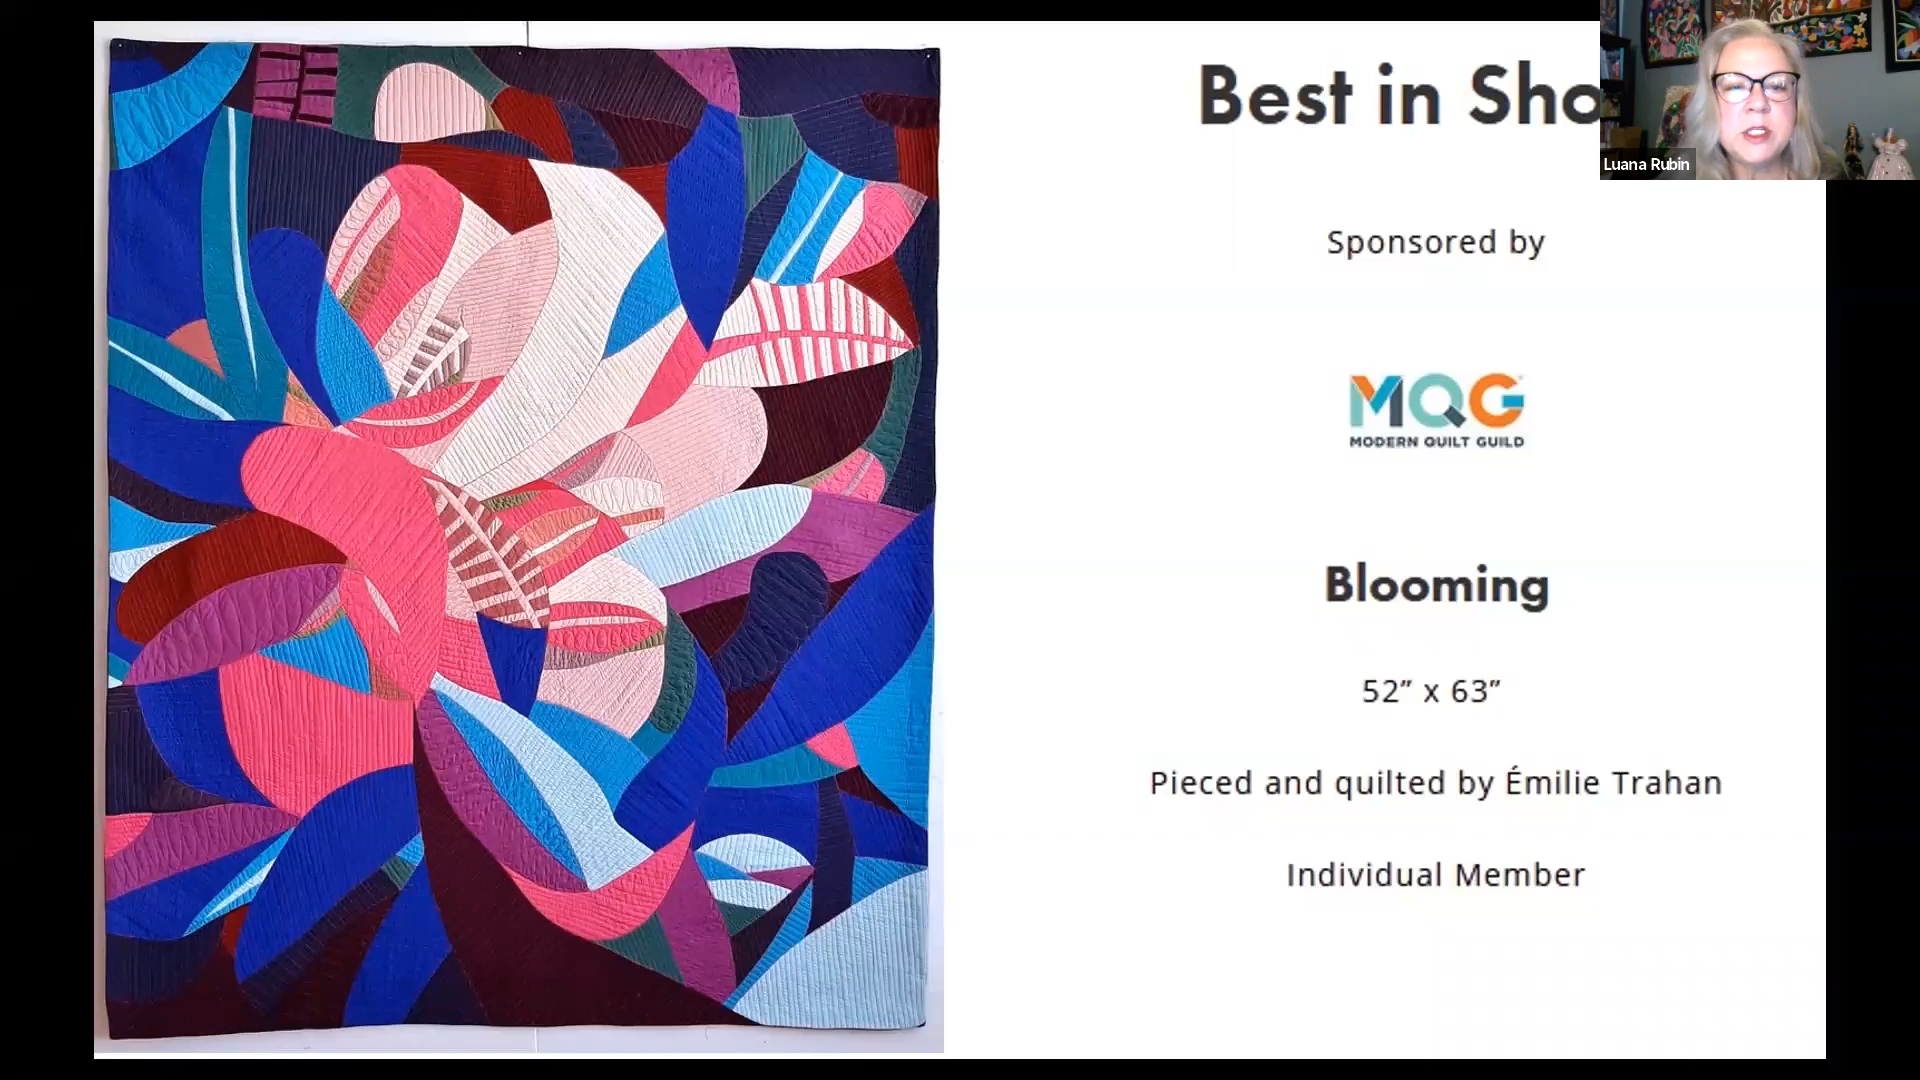 Best in Sho
Luana Rubin
Sponsored by
MQG
MODERN QUILT GUILD
Blooming
52” x 63”
Pieced and quilted by Émilie Trahan
Individual Member